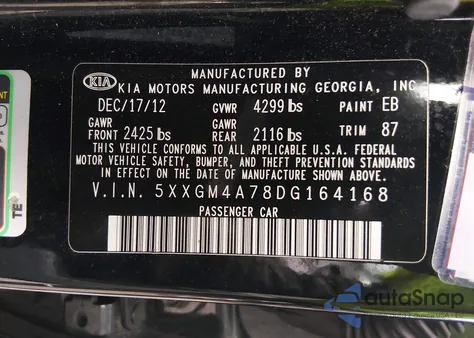 MANUFACTURED BY
KIA KIA MOTORS MANUFACTURING GEORGIA, INC.
DEC/17/12 GVWR 4299 lbs PAINT EB
GAWR FRONT 2425 lbs GAWR REAR 2116 lbs TRIM 87
THIS VEHICLE CONFORMS TO ALL APPLICABLE U.S.A. FEDERAL
MOTOR VEHICLE SAFETY, BUMPER, AND THEFT PREVENTION STANDARDS
IN EFFECT ON THE DATE OF MANUFACTURE SHOWN ABOVE.
V.I.N. 5XXGM4A78DG164168
PASSENGER CAR
TE
autoSnap